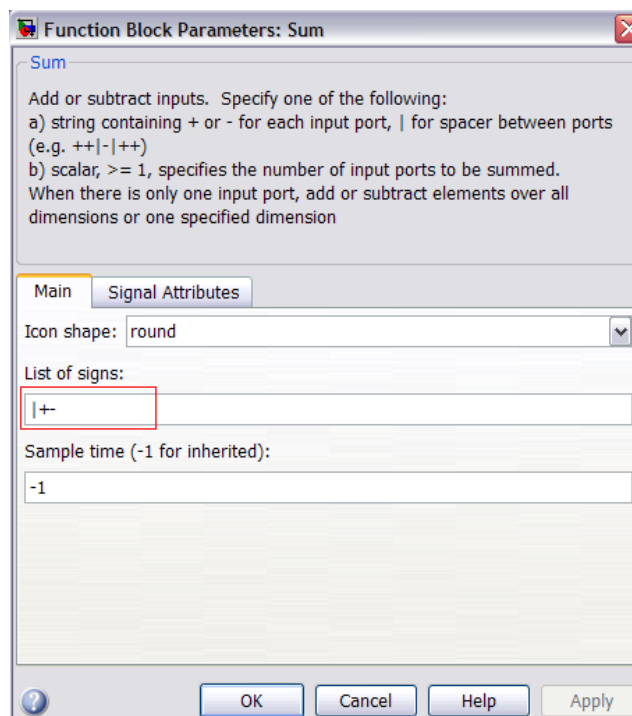 Function Block Parameters: Sum
Sum
Add or subtract inputs. Specify one of the following:
a) string containing + or - for each input port, | for spacer between ports
(e.g. ++|-|++)
b) scalar, >= 1, specifies the number of input ports to be summed.
When there is only one input port, add or subtract elements over all
dimensions or one specified dimension
Main Signal Attributes
Icon shape: round
List of signs:
|+-
Sample time (-1 for inherited):
-1
? OK Cancel Help Apply